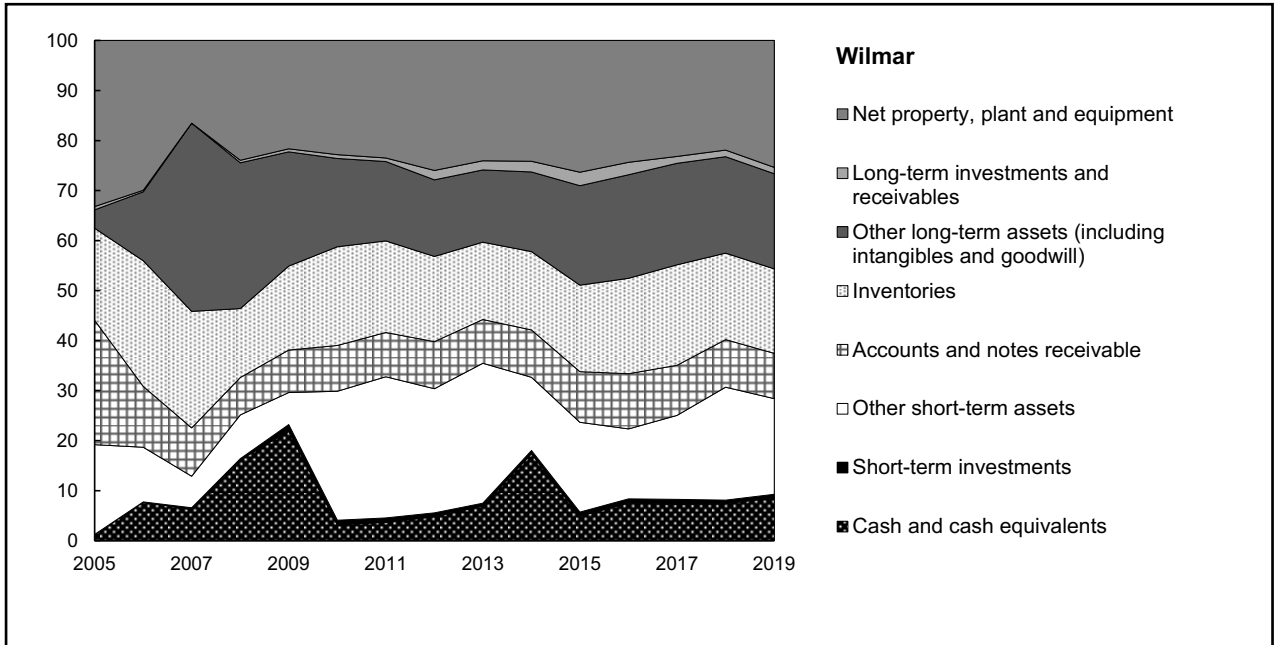 100
90
80
70
60
50
40
30
20
10
0
2005 2007 2009 2011 2013 2015 2017 2019
Wilmar
Net property, plant and equipment
Long-term investments and
receivables
Other long-term assets (including
intangibles and goodwill)
Inventories
Accounts and notes receivable
Other short-term assets
Short-term investments
Cash and cash equivalents